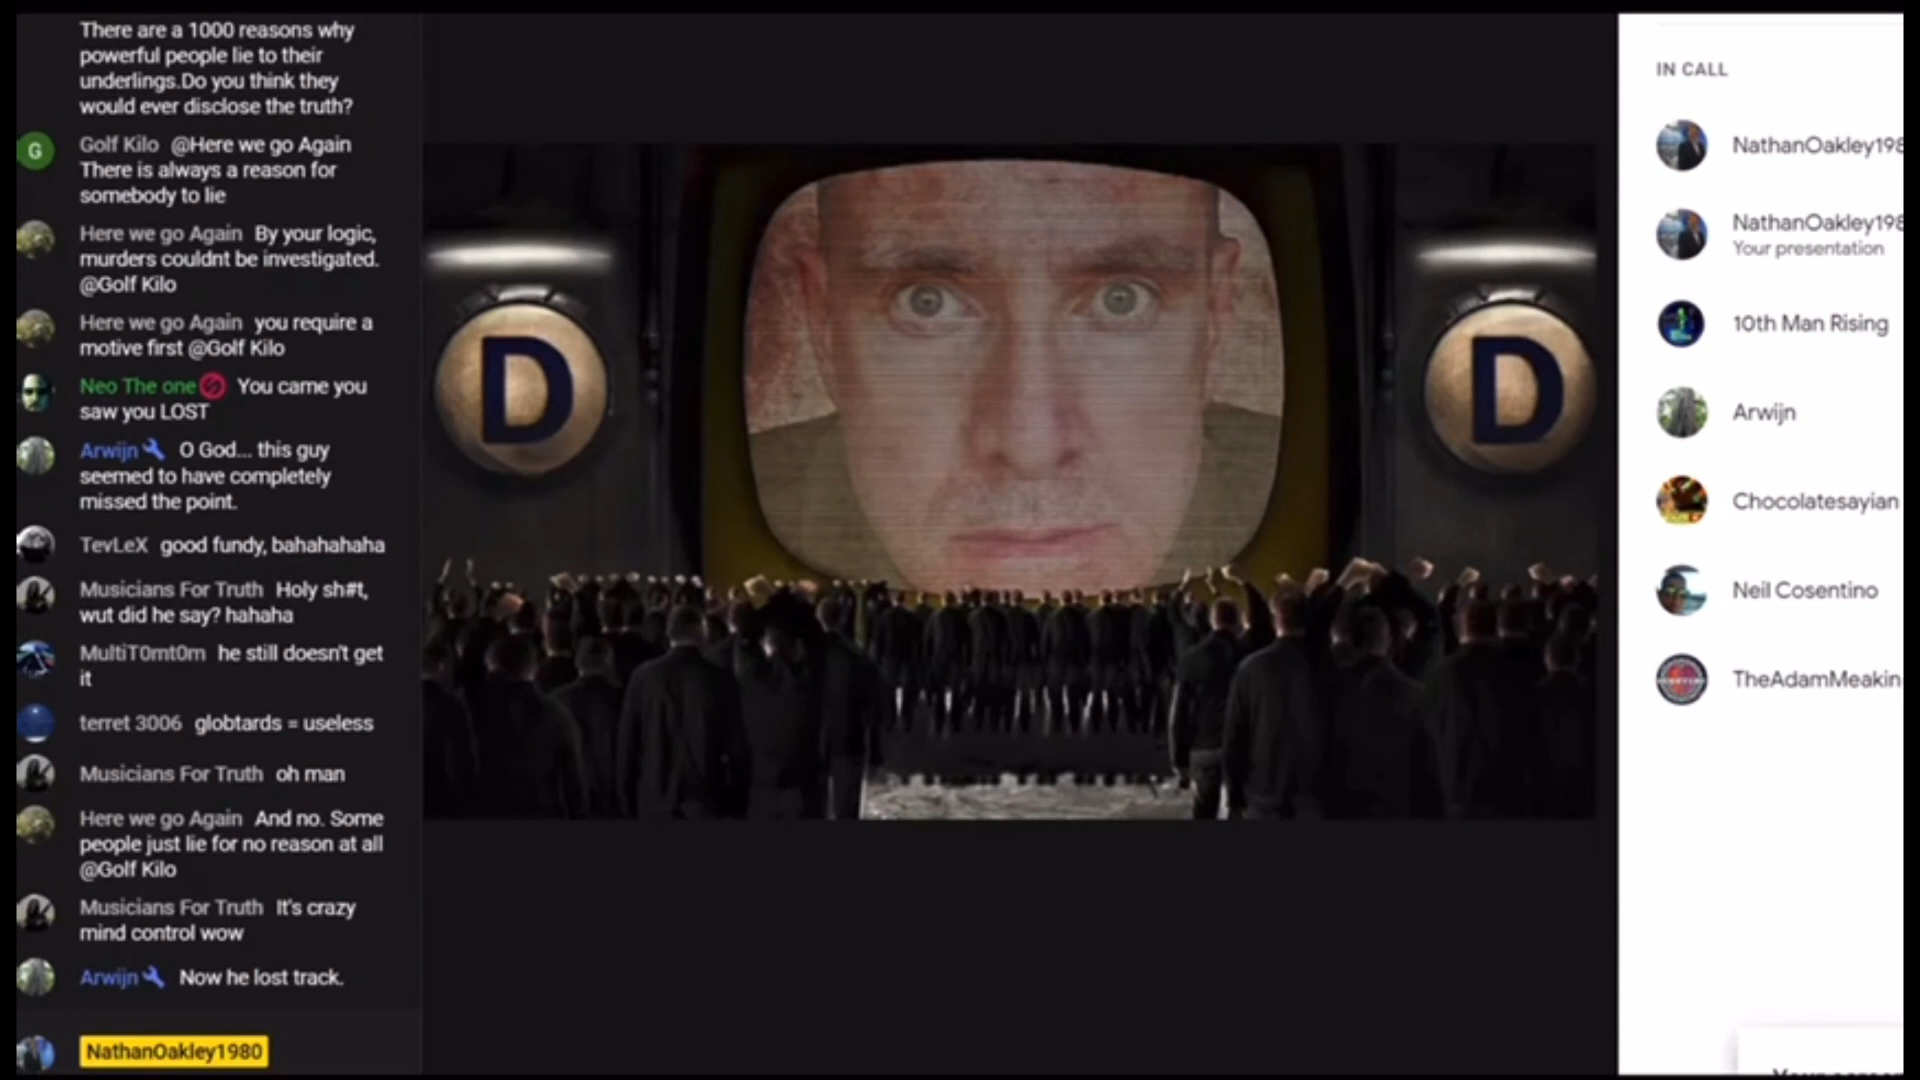 There are a 1000 reasons why
powerful people lie to their
underlings.Do you think they
would ever disclose the truth?
G
Golf Kilo @Here we go Again
There is always a reason for
somebody to lie
Here we go Again By your logic,
murders couldnt be investigated.
@Golf Kilo
Here we go Again you require a
motive first @Golf Kilo
Neo The one You came you
saw you LOST
Arwijn O God... this guy
seemed to have completely
missed the point.
TevLeX good fundy, bahahahaha
Musicians For Truth Holy sh#t,
wut did he say? hahaha
MultiT0mt0m he still doesn't get
it
terret 3006 globtards = useless
Musicians For Truth oh man
Here we go Again And no. Some
people just lie for no reason at all
@Golf Kilo
Musicians For Truth It's crazy
mind control wow
Arwijn Now he lost track.
NathanOakley1980
D
D
IN CALL
NathanOakley198
NathanOakley198
Your presentation
10th Man Rising
Arwijn
Chocolatesayian
Neil Cosentino
TheAdamMeakin